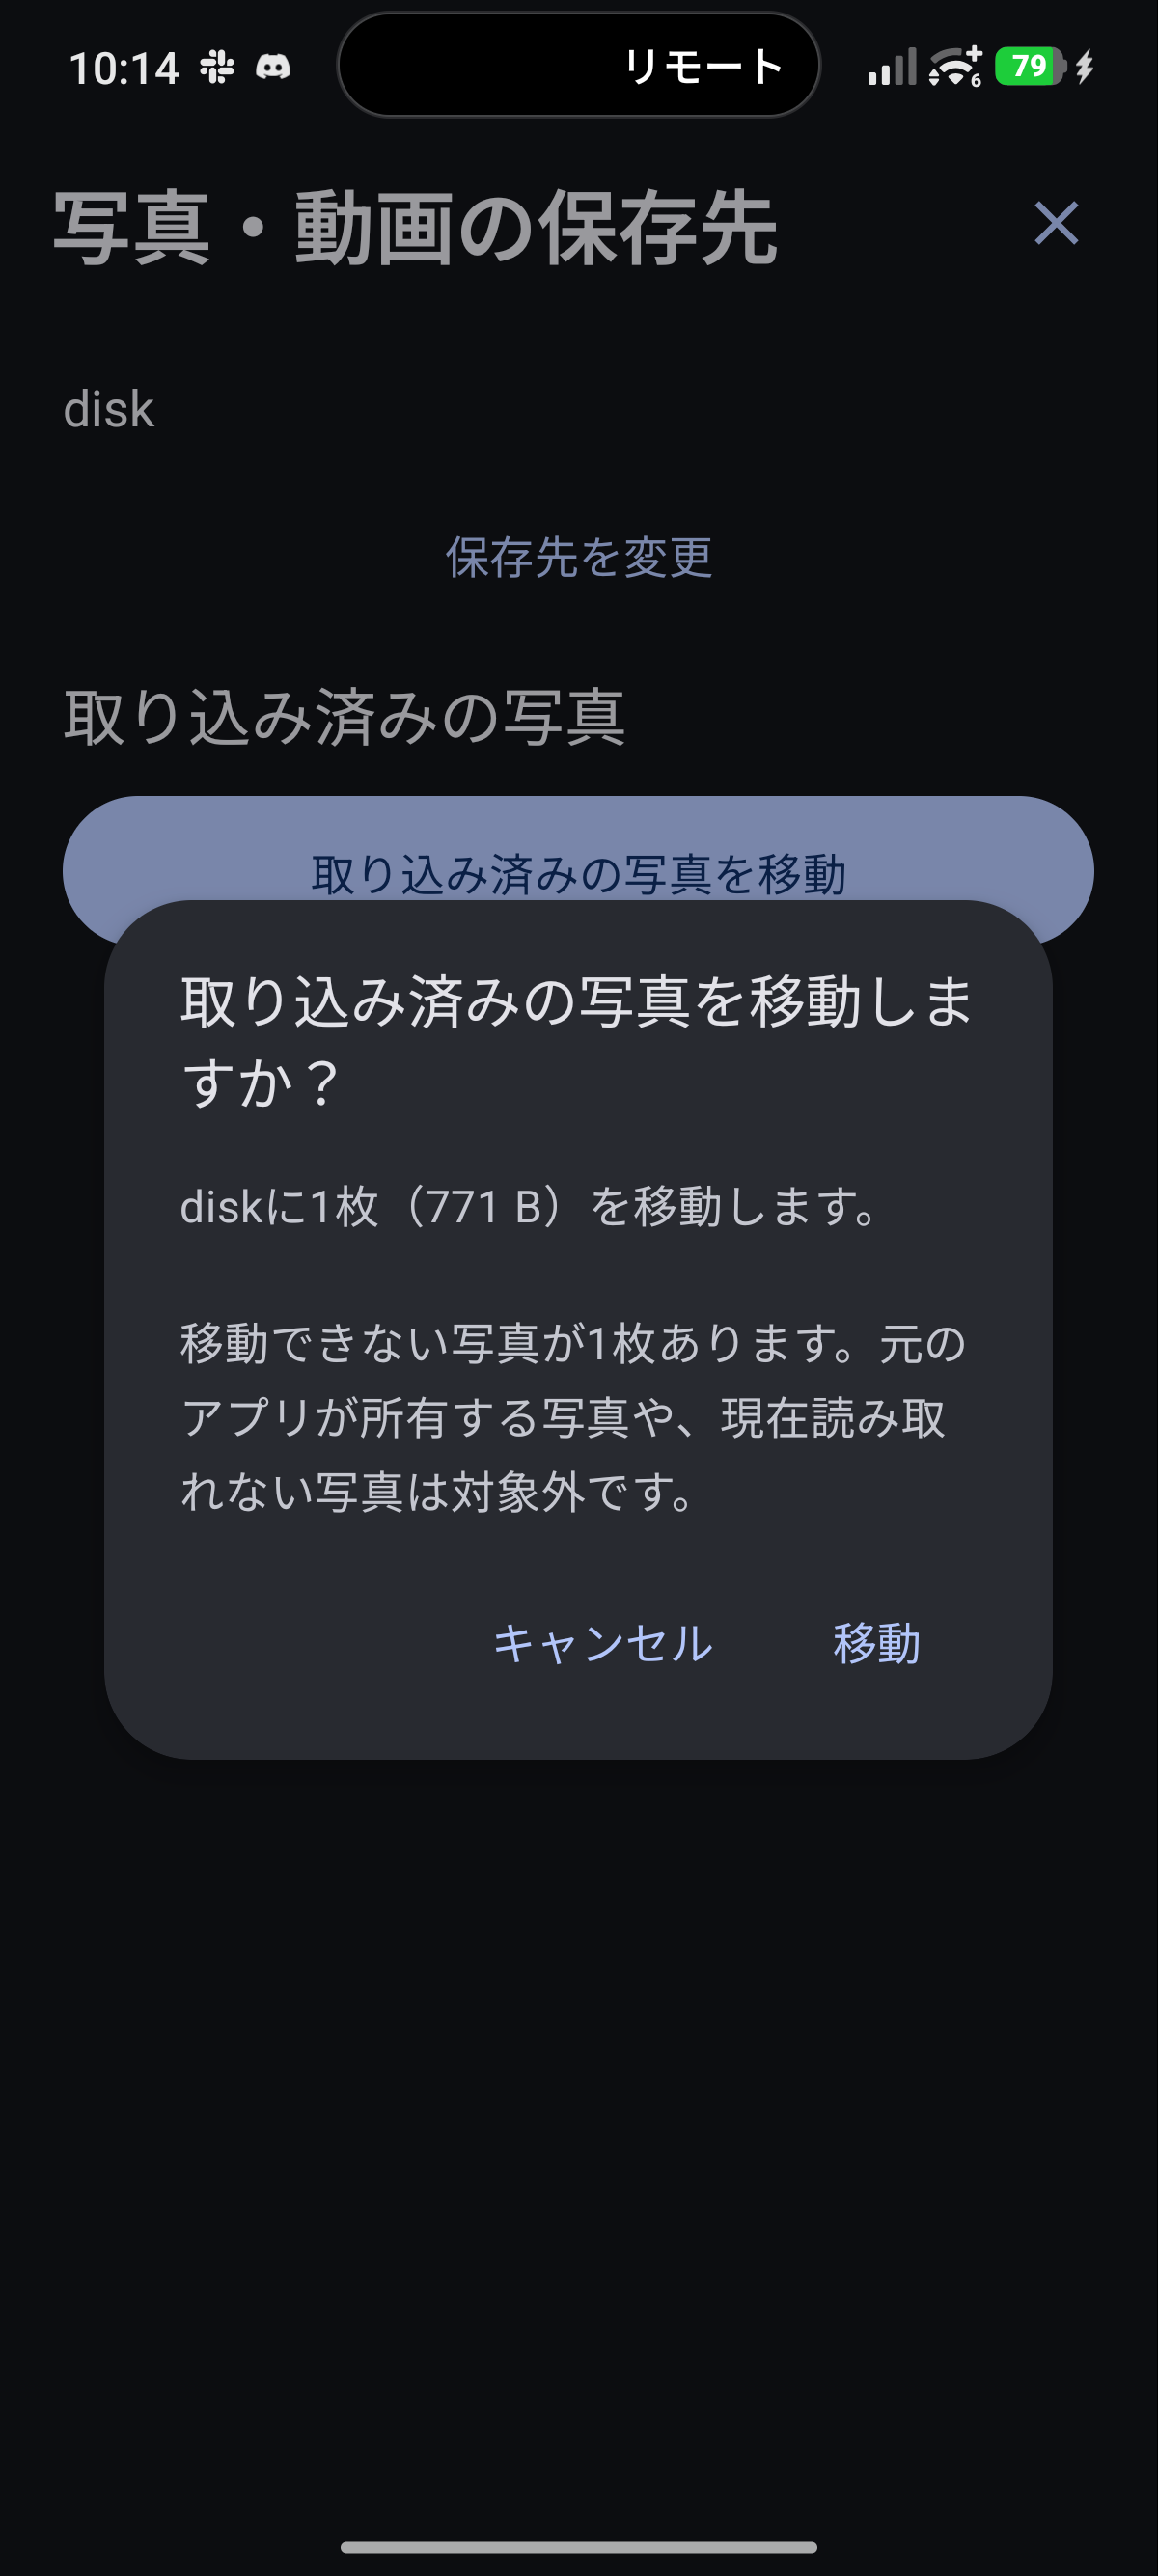 10:14
リモート
6
79
写真・動画の保存先
disk
保存先を変更
取り込み済みの写真
取り込み済みの写真を移動
取り込み済みの写真を移動しま
すか？
diskに1枚（771 B）を移動します。
移動できない写真が1枚あります。元の
アプリが所有する写真や、現在読み取
れない写真は対象外です。
キャンセル
移動